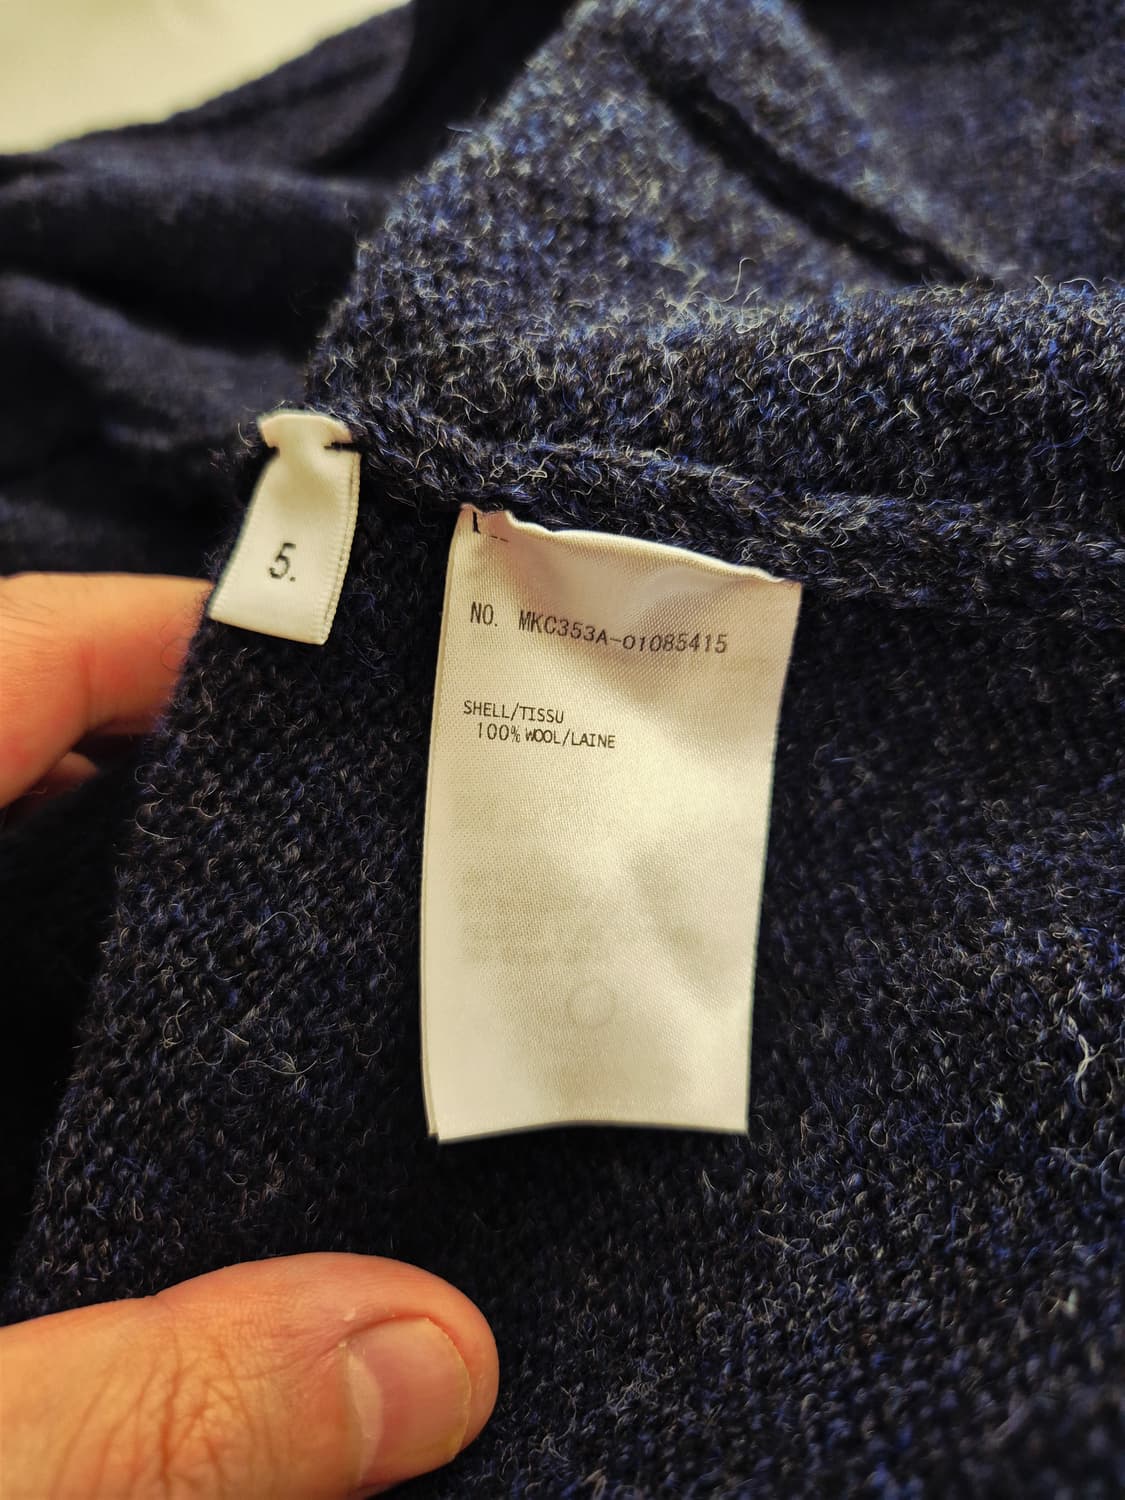 5.
NO. MKC353A-01085415
SHELL/TISSU
100% WOOL/LAINE